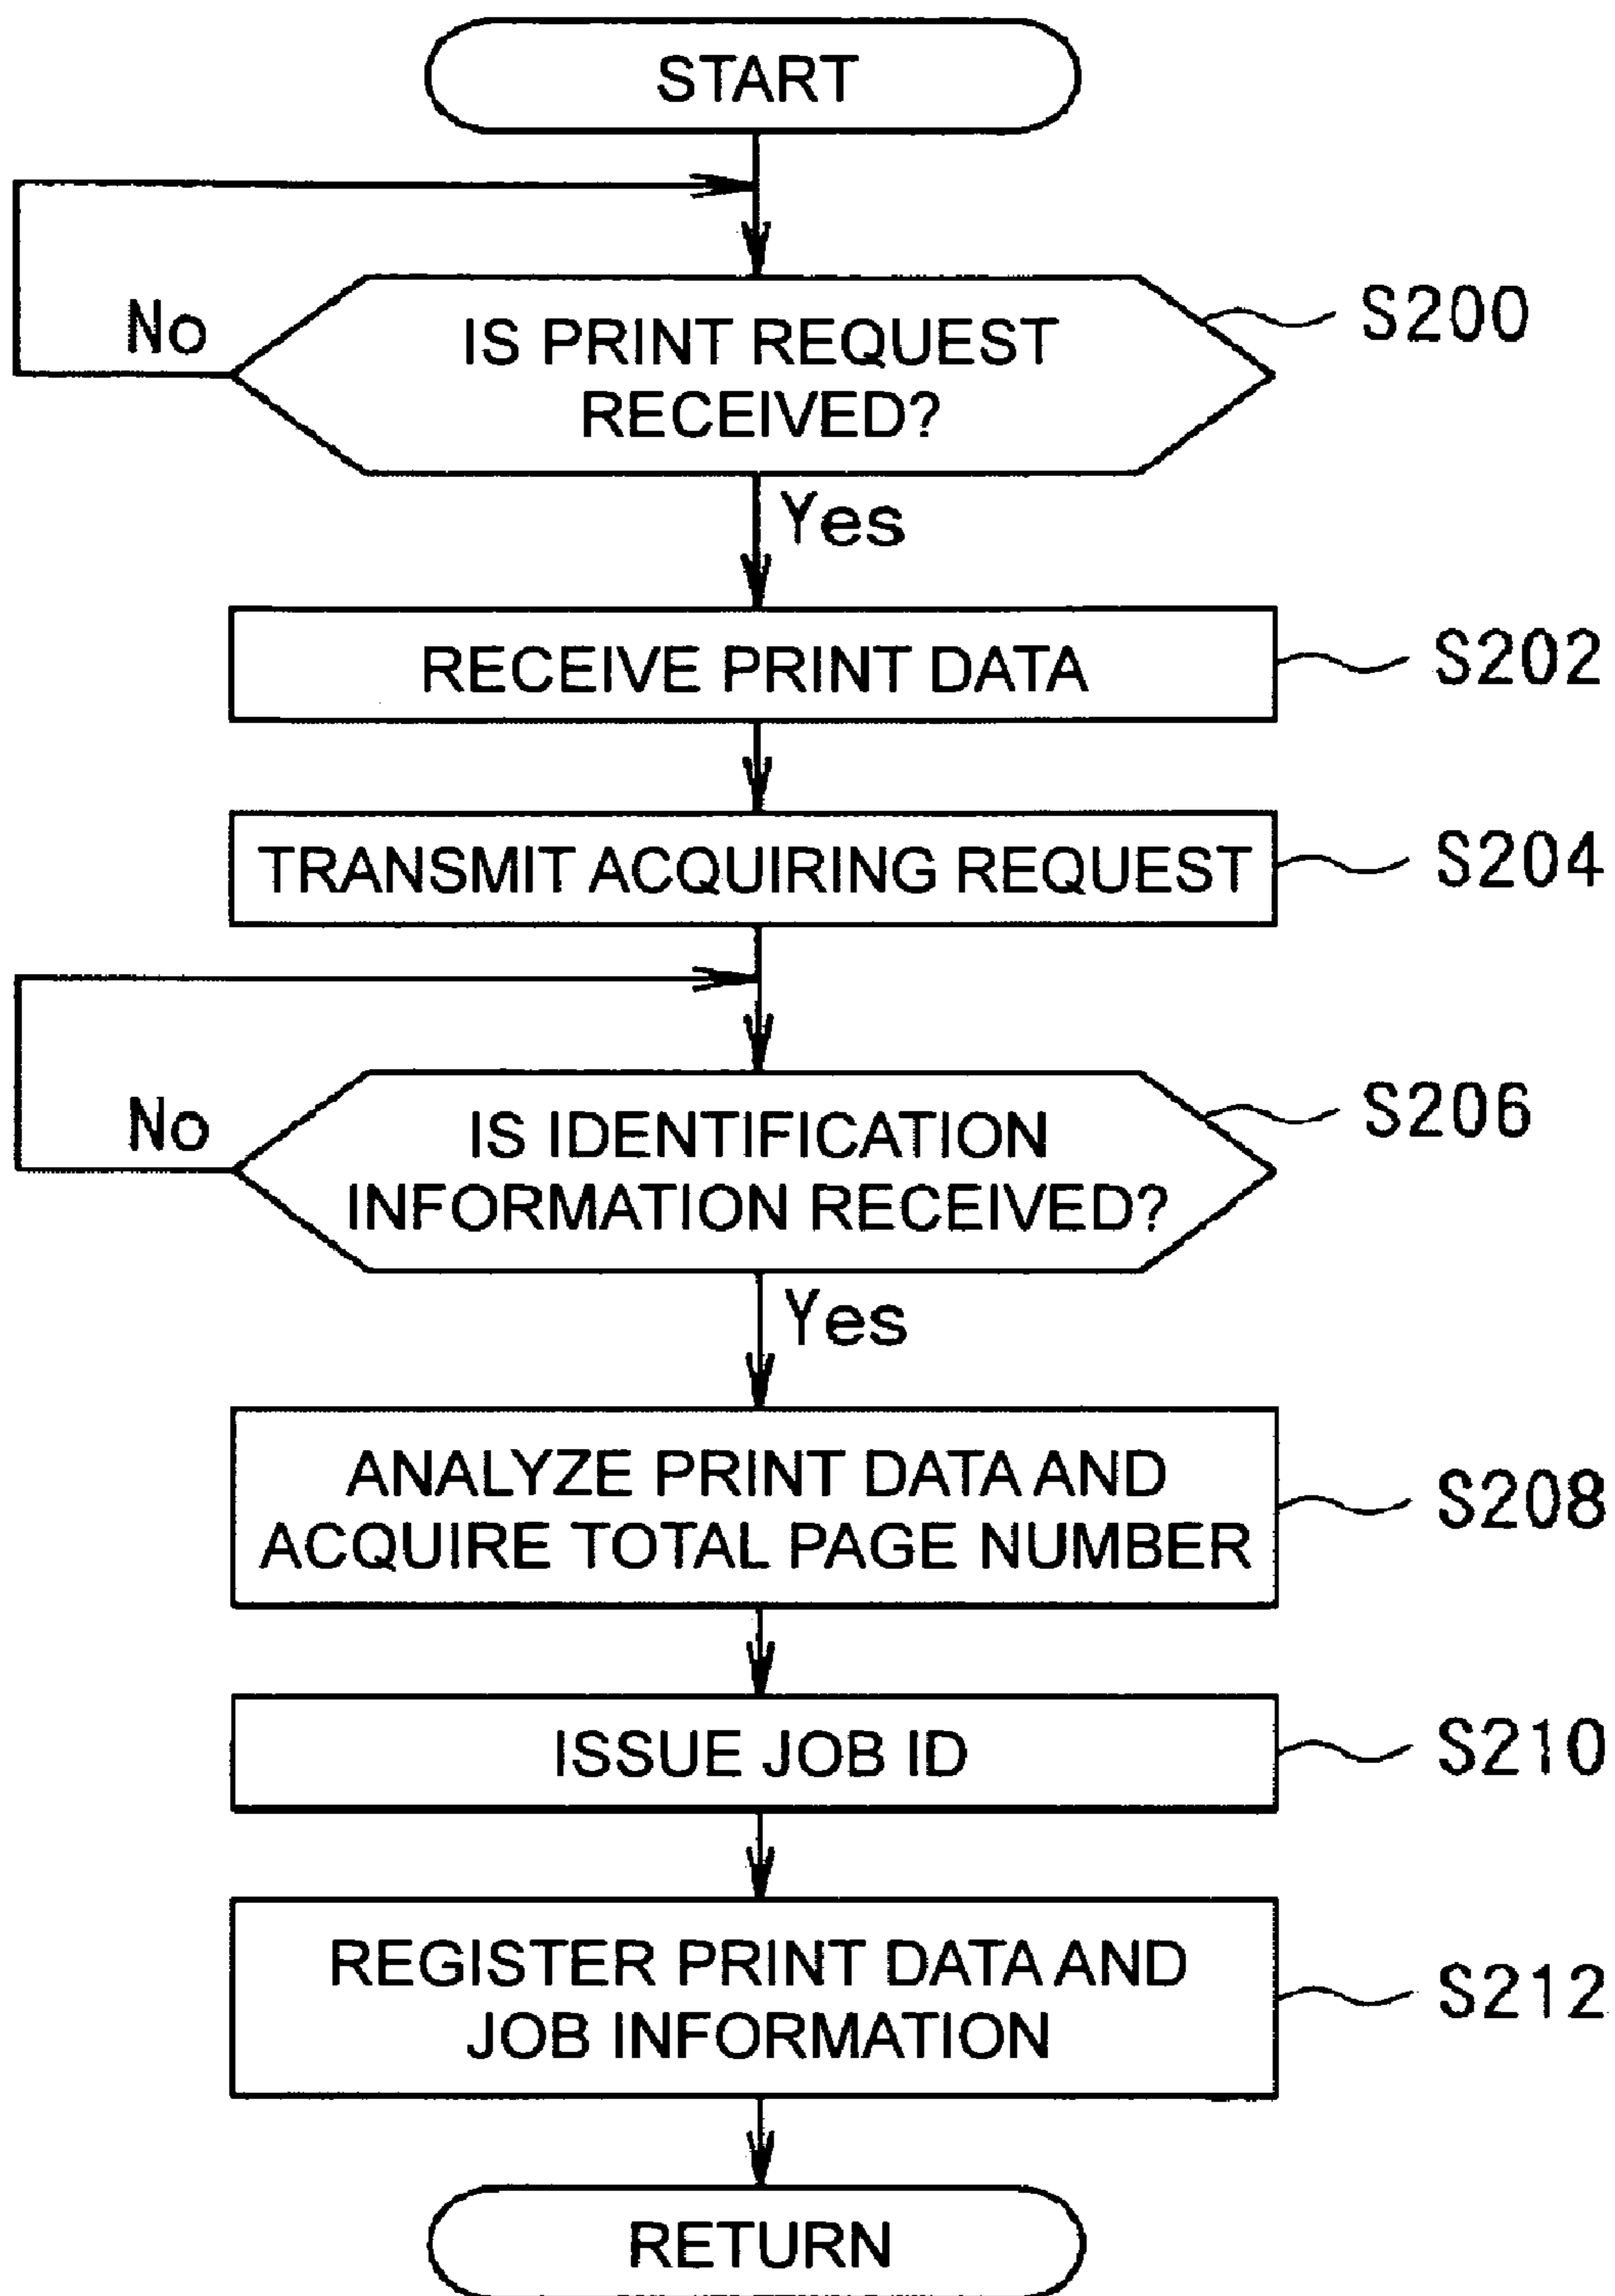 START
No
IS PRINT REQUEST
RECEIVED?
S200
Yes
RECEIVE PRINT DATA
S202
TRANSMIT ACQUIRING REQUEST
S204
No
IS IDENTIFICATION
INFORMATION RECEIVED?
S206
Yes
ANALYZE PRINT DATA AND
ACQUIRE TOTAL PAGE NUMBER
S208
ISSUE JOB ID
S210
REGISTER PRINT DATA AND
JOB INFORMATION
S212
RETURN